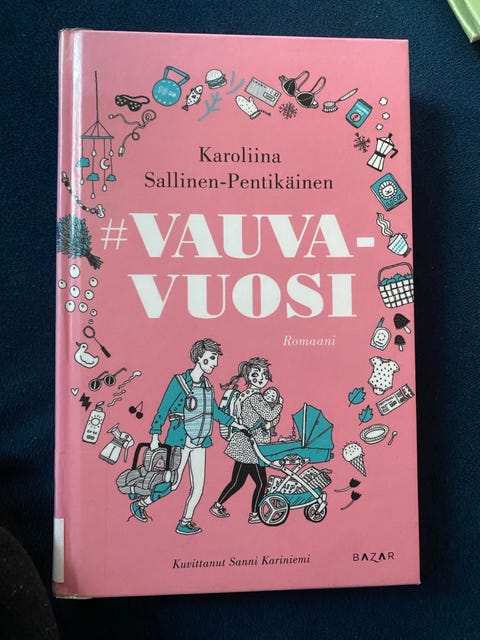 Karoliina
Sallinen-Pentikäinen
#VAUVA-
VUOSI
Romaani
Kuvittanut Sanni Kariniemi
BAZAR